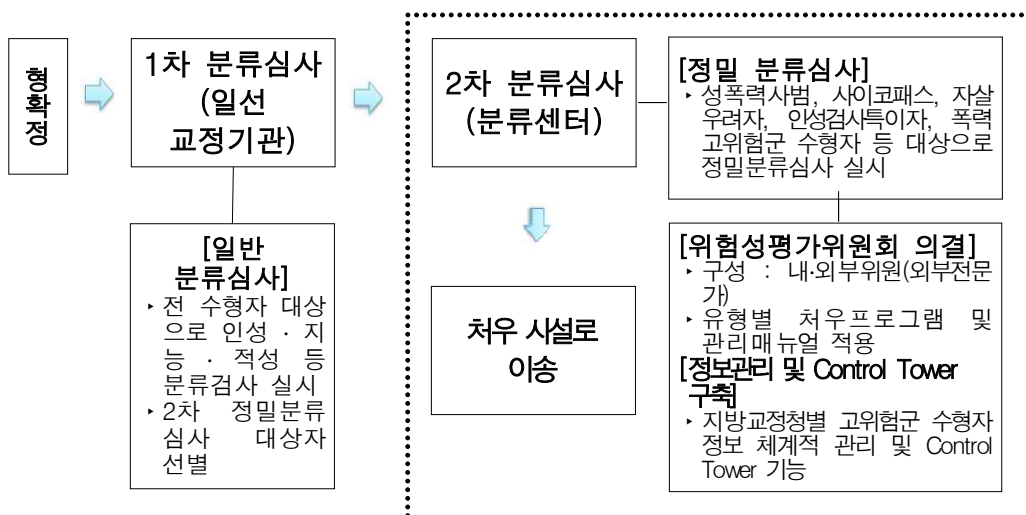 형확정
1차 분류심사
(일선
교정기관)
[일반
분류심사]
‣ 전 수형자 대상
으로 인성 · 지
능 · 적성 등
분류검사 실시
‣ 2차 정밀분류
심사 대상자
선별
2차 분류심사
(분류센터)
처우 시설로
이송
[정밀 분류심사]
‣ 성폭력사범, 사이코패스, 자살
우려자, 인성검사특이자, 폭력
고위험군 수형자 등 대상으로
정밀분류심사 실시
[위험성평가위원회 의결]
‣ 구성 : 내·외부위원(외부전문
가)
‣ 유형별 처우프로그램 및
관리매뉴얼 적용
[정보관리 및 Control Tower
구축]
‣ 지방교정청별 고위험군 수형자
정보 체계적 관리 및 Control
Tower 기능